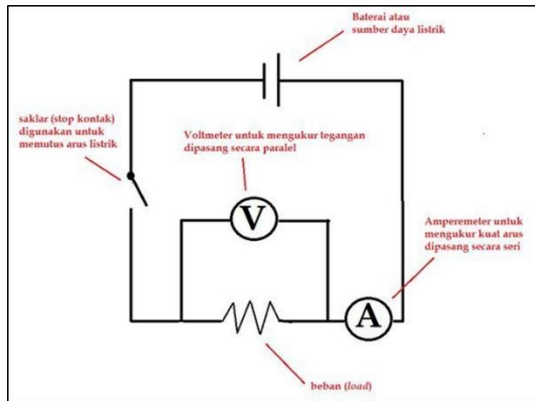 Baterai atau
sumber daya listrik
saklar (stop kontak)
digunakan untuk
memutus arus listrik
Voltmeter untuk mengukur tegangan
dipasang secara paralel
V
Amperemeter untuk
mengukur kuat arus
dipasang secara seri
A
beban (load)